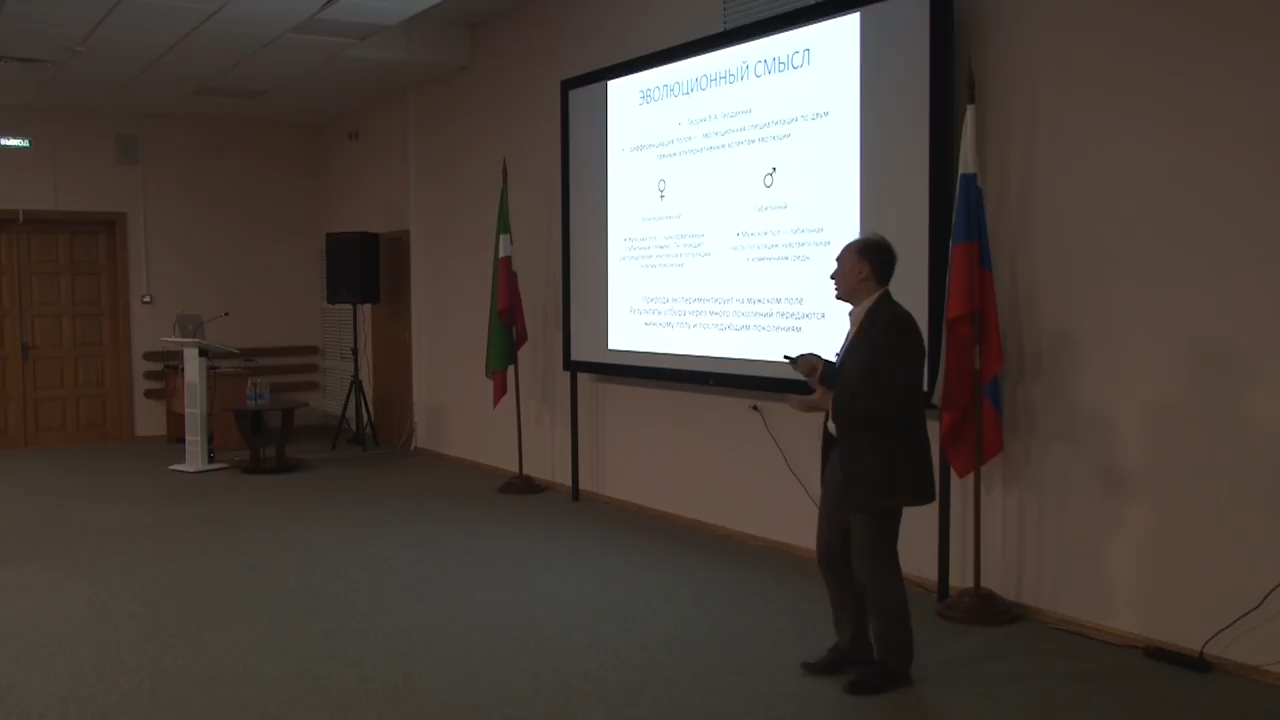 ВЫХОД
ЭВОЛЮЦИОННЫЙ СМЫСЛ
• Теория В.А. Геодакяна
• дифференциация полов — эволюционная специализация по двум
главным альтернативным аспектам эволюции
♀ ♂
Консервативный
Лабильный
• Мужской пол — лабильная
часть популяции, чувствительная
к изменениям среды
Природа экспериментирует на мужском поле.
Результаты отбора через много поколений передаются
женскому полу и последующим поколениям